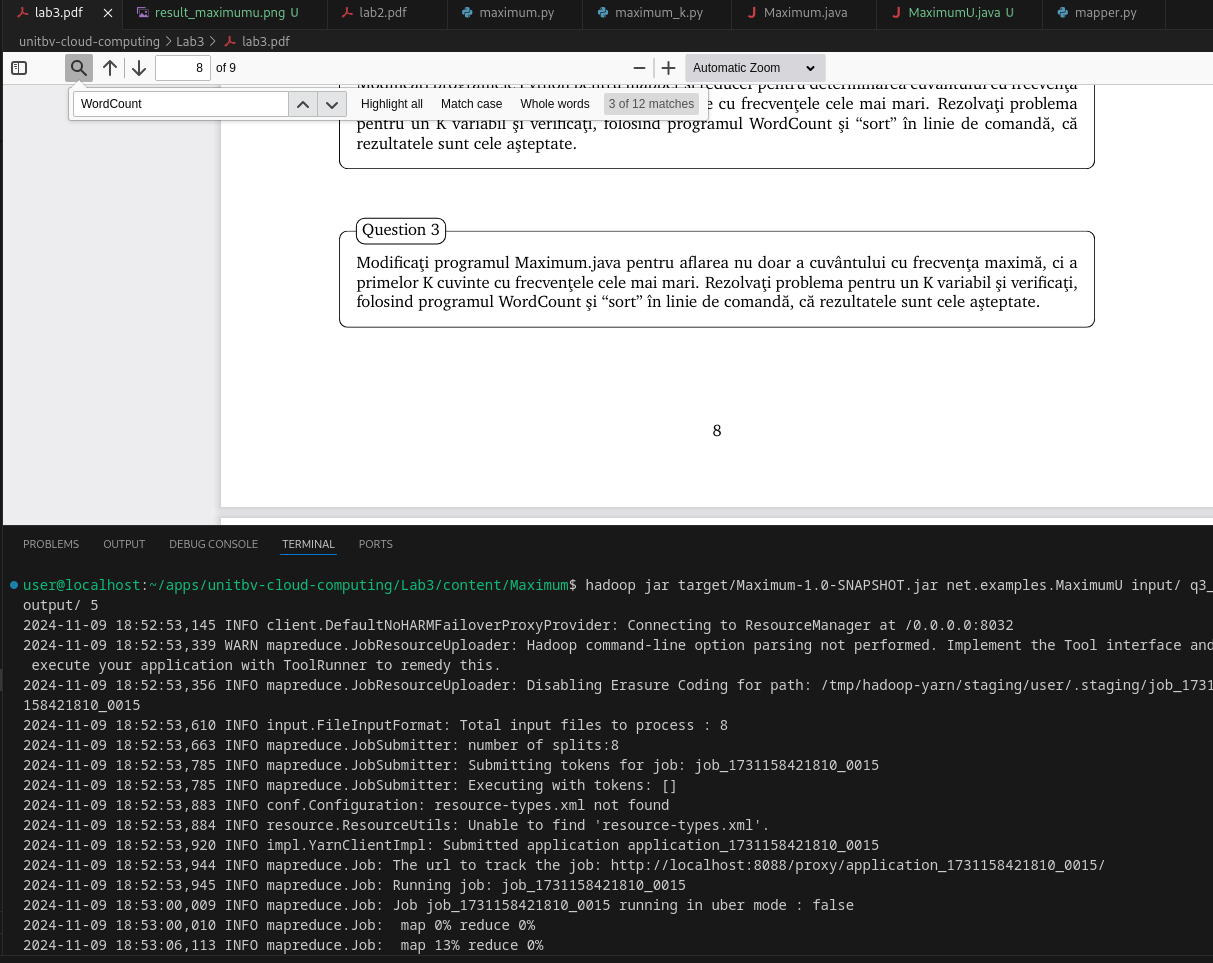 lab3.pdf result_maximumu.png U lab2.pdf maximum.py maximum_k.py Maximum.java MaximumU.java U mapper.py
unitbv-cloud-computing > Lab3 > lab3.pdf
8 of 9 Automatic Zoom
Modificați programele Python pentru mapper și reducer pentru determinarea cuvântului cu frecvența
WordCount Highlight all Match case Whole words 3 of 12 matches
e cu frecvenţele cele mai mari. Rezolvaţi problema
pentru un K variabil şi verificaţi, folosind programul WordCount şi “sort” în linie de comandă, că
rezultatele sunt cele aşteptate.
Question 3
Modificaţi programul Maximum.java pentru aflarea nu doar a cuvântului cu frecvenţa maximă, ci a
primelor K cuvinte cu frecvenţele cele mai mari. Rezolvaţi problema pentru un K variabil şi verificaţi,
folosind programul WordCount şi “sort” în linie de comandă, că rezultatele sunt cele aşteptate.
8
PROBLEMS OUTPUT DEBUG CONSOLE TERMINAL PORTS
user@localhost:~/apps/unitbv-cloud-computing/Lab3/content/Maximum$ hadoop jar target/Maximum-1.0-SNAPSHOT.jar net.examples.MaximumU input/ q3_
output/ 5
2024-11-09 18:52:53,145 INFO client.DefaultNoHARMFailoverProxyProvider: Connecting to ResourceManager at /0.0.0.0:8032
2024-11-09 18:52:53,339 WARN mapreduce.JobResourceUploader: Hadoop command-line option parsing not performed. Implement the Tool interface and
execute your application with ToolRunner to remedy this.
2024-11-09 18:52:53,356 INFO mapreduce.JobResourceUploader: Disabling Erasure Coding for path: /tmp/hadoop-yarn/staging/user/.staging/job_1731
158421810_0015
2024-11-09 18:52:53,610 INFO input.FileInputFormat: Total input files to process : 8
2024-11-09 18:52:53,663 INFO mapreduce.JobSubmitter: number of splits:8
2024-11-09 18:52:53,785 INFO mapreduce.JobSubmitter: Submitting tokens for job: job_1731158421810_0015
2024-11-09 18:52:53,785 INFO mapreduce.JobSubmitter: Executing with tokens: []
2024-11-09 18:52:53,883 INFO conf.Configuration: resource-types.xml not found
2024-11-09 18:52:53,884 INFO resource.ResourceUtils: Unable to find 'resource-types.xml'.
2024-11-09 18:52:53,920 INFO impl.YarnClientImpl: Submitted application application_1731158421810_0015
2024-11-09 18:52:53,944 INFO mapreduce.Job: The url to track the job: http://localhost:8088/proxy/application_1731158421810_0015/
2024-11-09 18:52:53,945 INFO mapreduce.Job: Running job: job_1731158421810_0015
2024-11-09 18:53:00,009 INFO mapreduce.Job: Job job_1731158421810_0015 running in uber mode : false
2024-11-09 18:53:00,010 INFO mapreduce.Job:  map 0% reduce 0%
2024-11-09 18:53:06,113 INFO mapreduce.Job:  map 13% reduce 0%